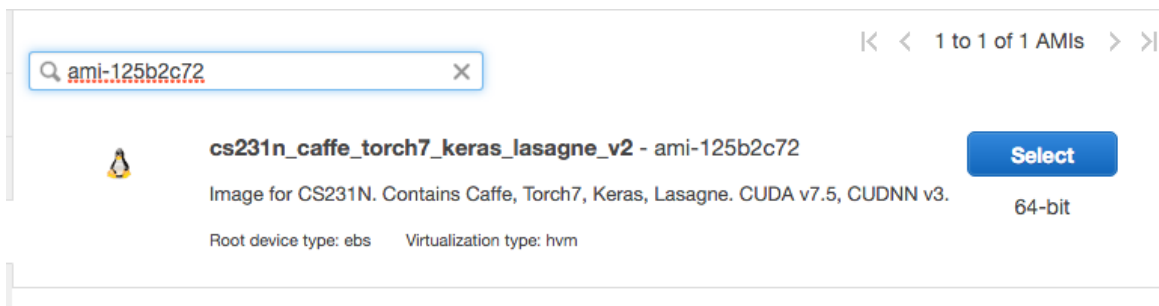 1 to 1 of 1 AMIs
ami-125b2c72
cs231n_caffe_torch7_keras_lasagne_v2 - ami-125b2c72
Select
Image for CS231N. Contains Caffe, Torch7, Keras, Lasagne. CUDA v7.5, CUDNN v3.
64-bit
Root device type: ebs Virtualization type: hvm